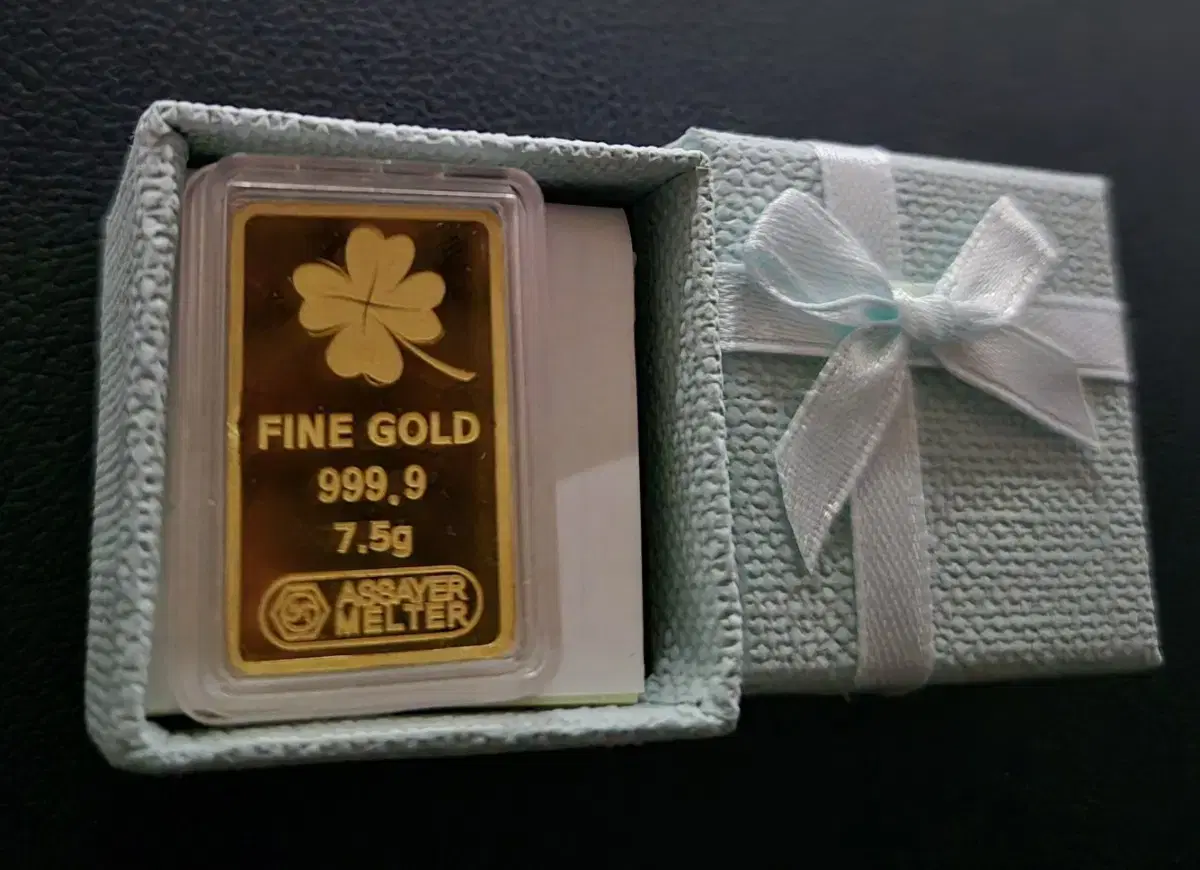 FINE GOLD
999.9
7.5g
ASSAYER
MELTER